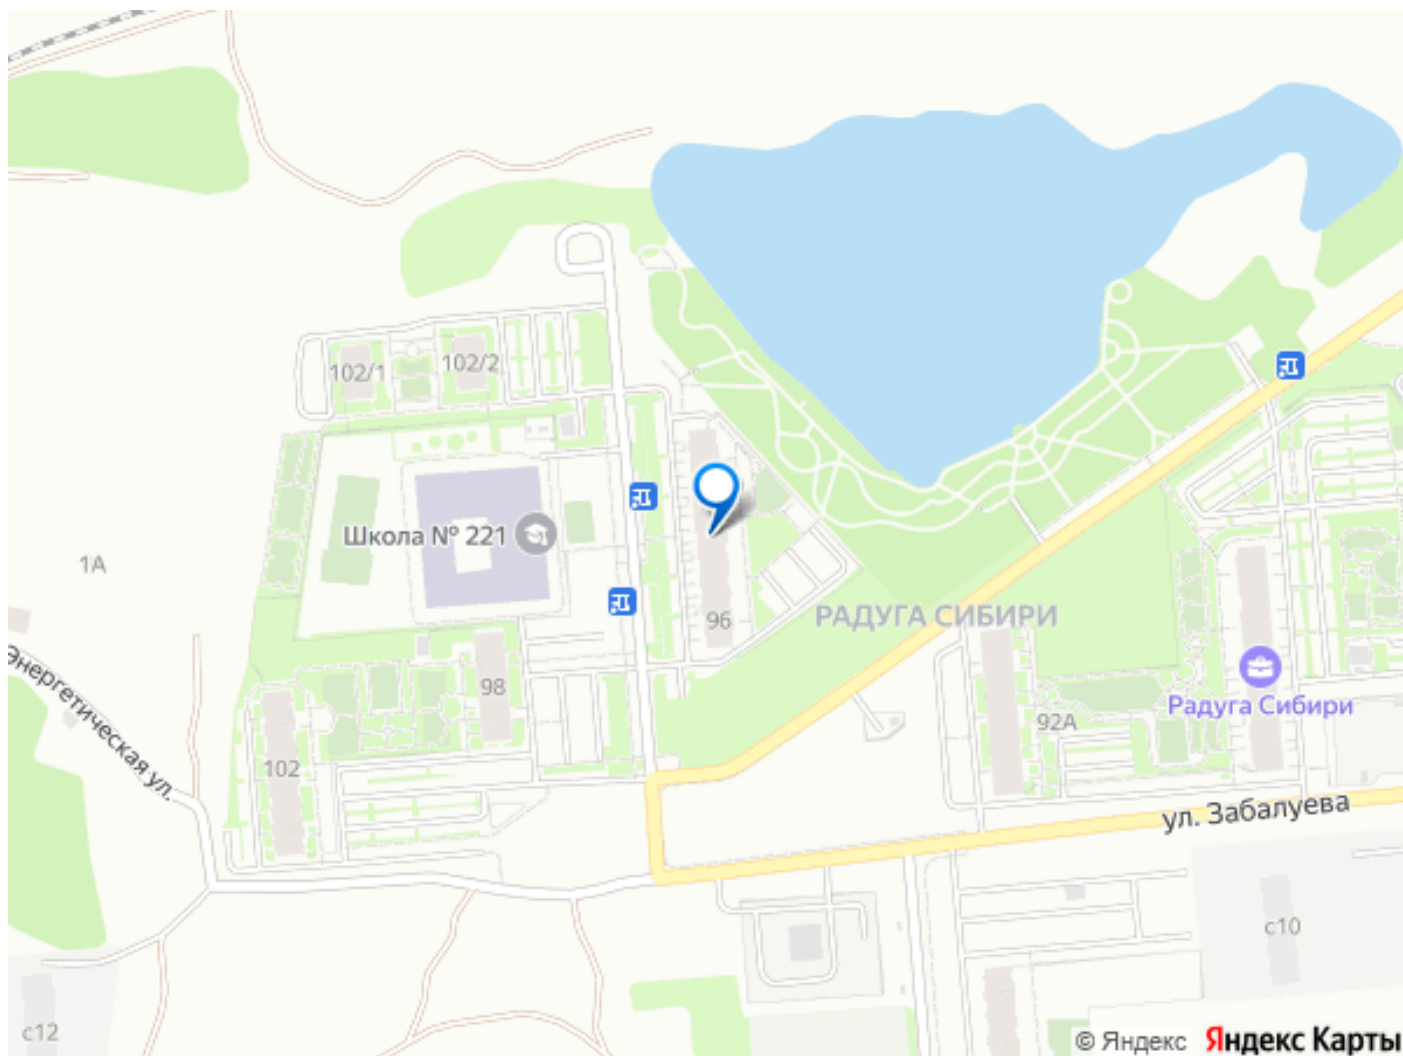 102/1
102/2
Школа № 221
1А
96
РАДУГА СИБИРИ
Энергетическая ул.
98
Радуга Сибири
92А
102
ул. Забалуева
с10
с12
© Яндекс Яндекс Карты